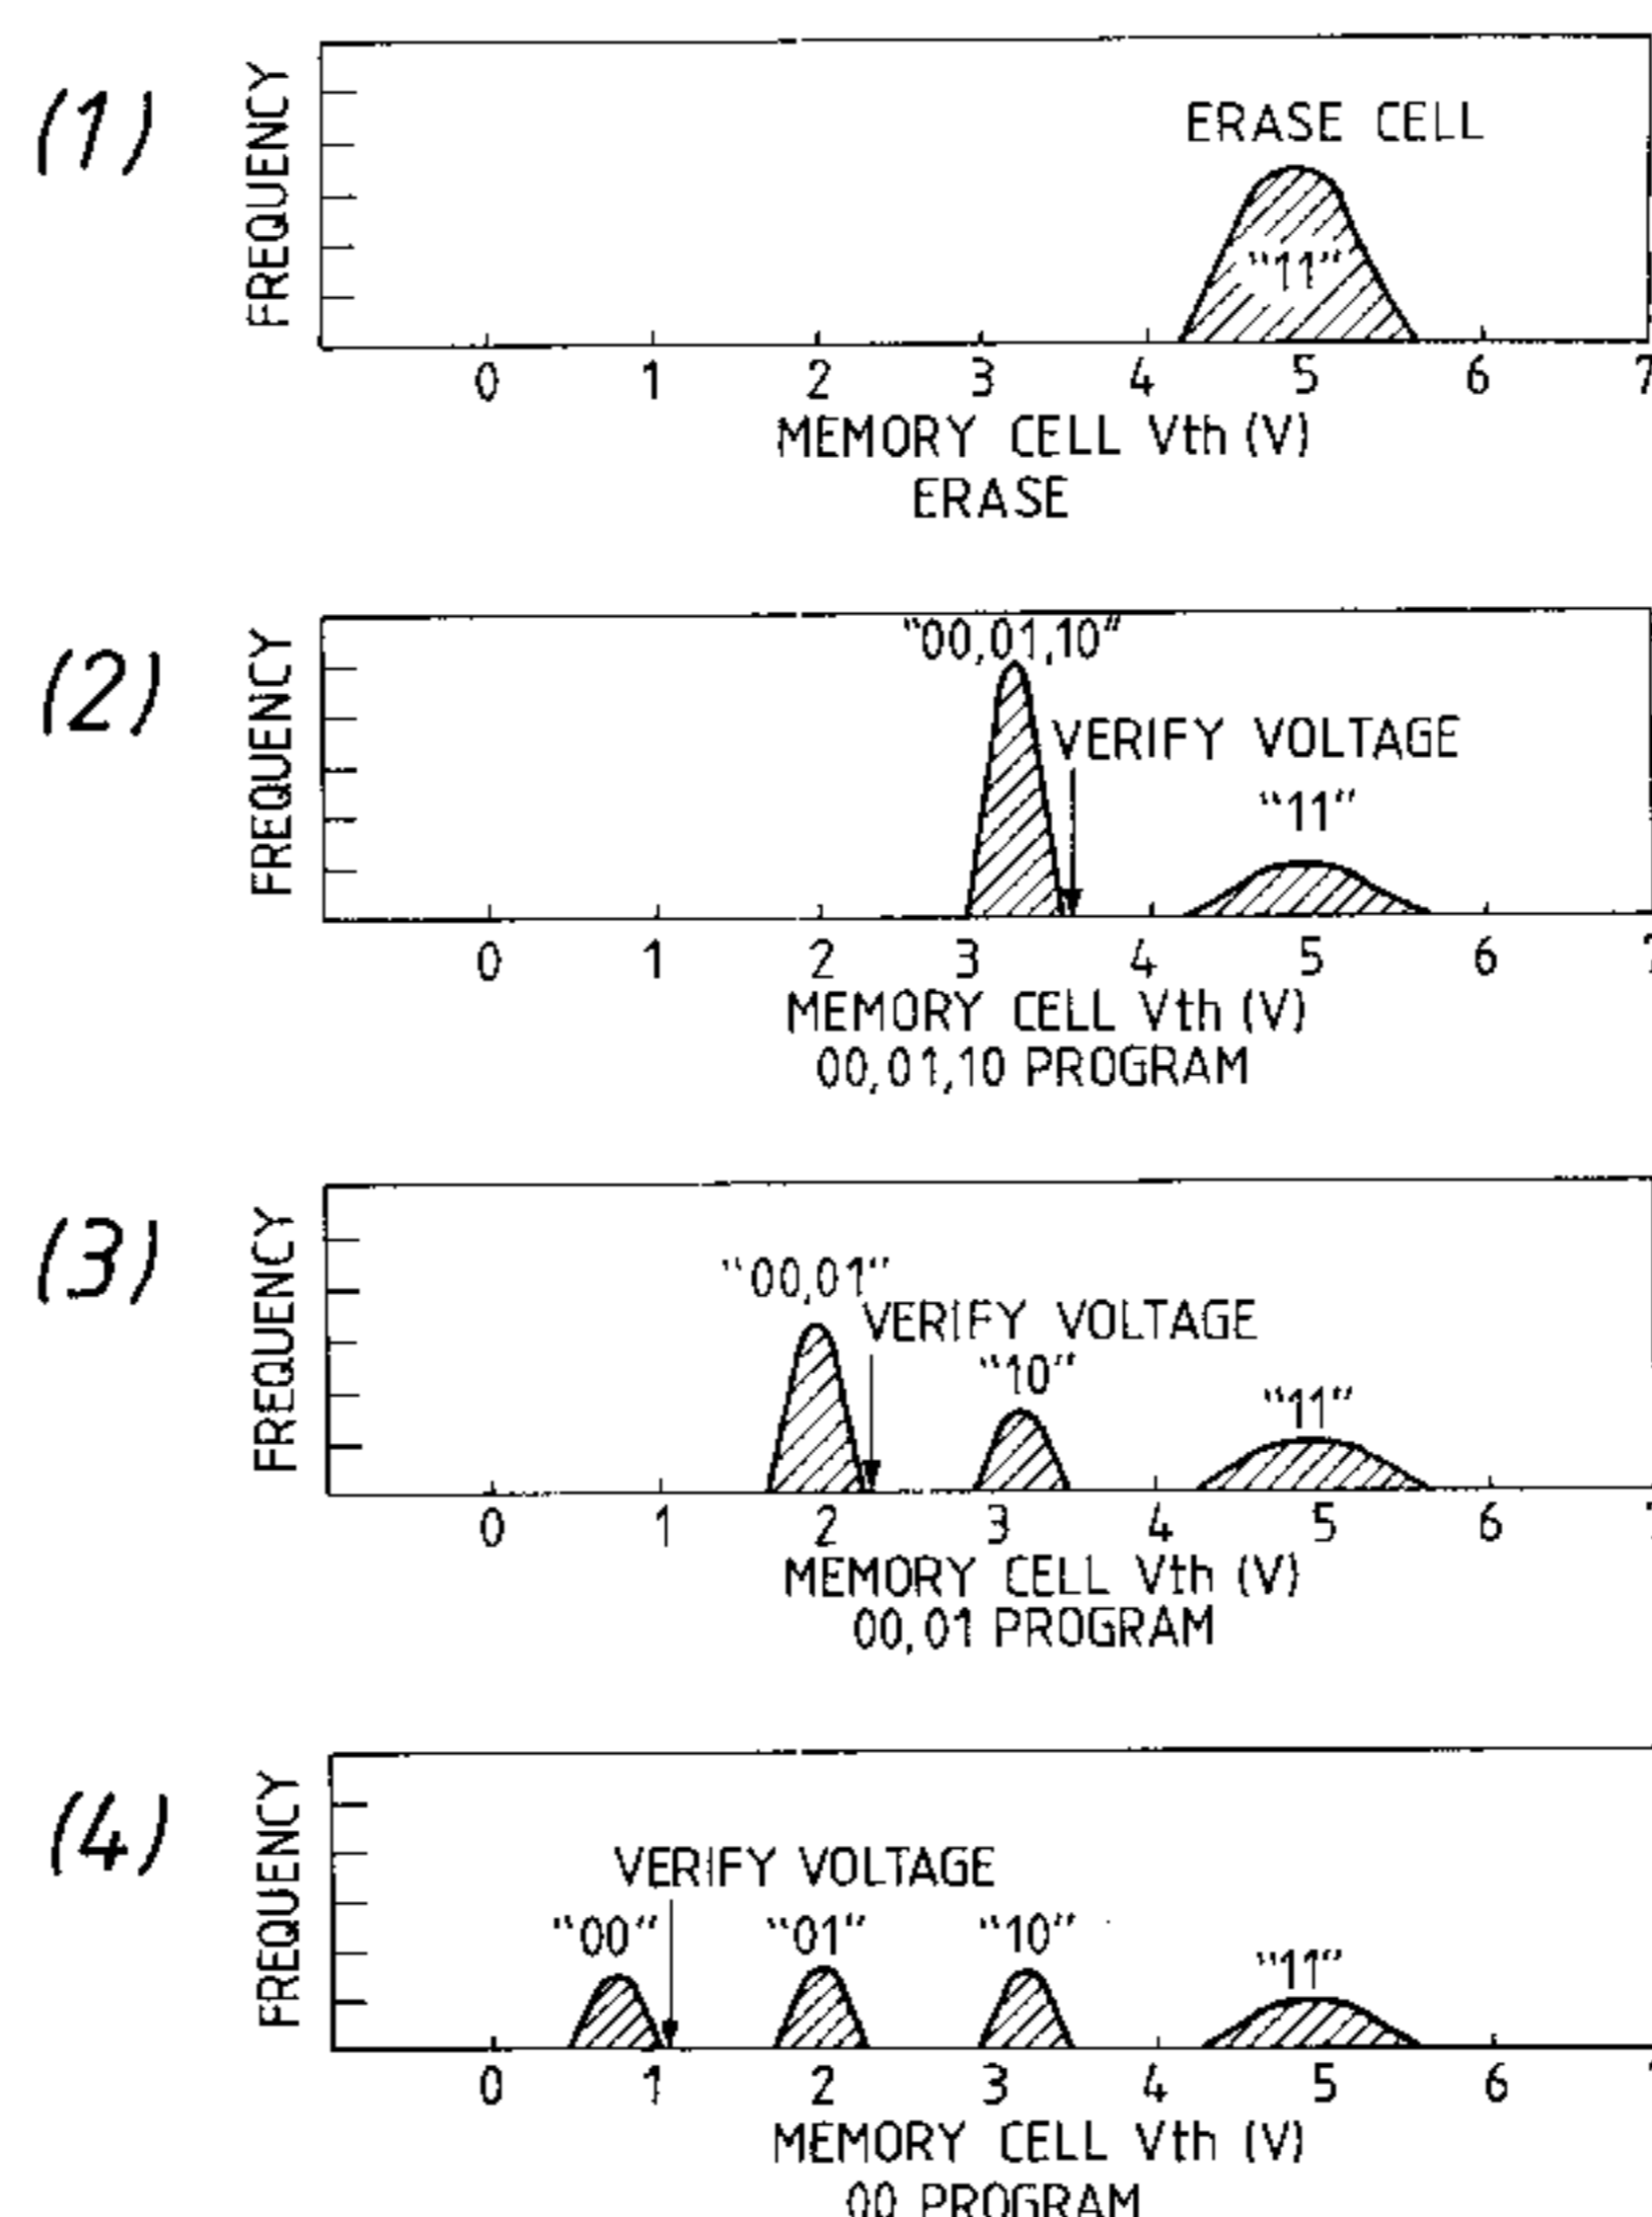 (1)
FREQUENCY
ERASE CELL
"11"
0 1 2 3 4 5 6 7
MEMORY CELL Vth (V)
ERASE
(2)
FREQUENCY
"00,01,10"
VERIFY VOLTAGE
"11"
0 1 2 3 4 5 6
MEMORY CELL Vth (V)
00,01,10 PROGRAM
(3)
FREQUENCY
"00,01"
VERIFY VOLTAGE
"10"
"11"
0 1 2 3 4 5 6
MEMORY CELL Vth (V)
00,01 PROGRAM
(4)
FREQUENCY
VERIFY VOLTAGE
"00" "01" "10" "11"
0 1 2 3 4 5 6
MEMORY CELL Vth (V)
00 PROGRAM